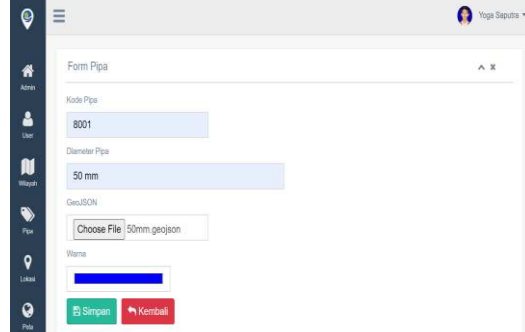 Yoga Saputra
Admin
User
Wilayah
Pipa
Lokasi
Peta
Form Pipa
Kode Pipa
8001
Diameter Pipa
50 mm
GeoJSON
Choose File 50mm.geojson
Warna
Simpan Kembali